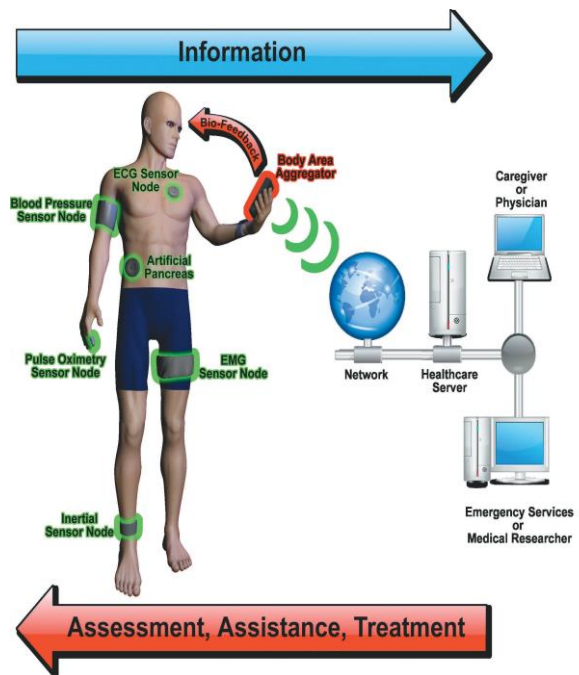 Information
Bio-Feedback
ECG Sensor
Node
Body Area
Aggregator
Blood Pressure
Sensor Node
Caregiver
or
Physician
Artificial
Pancreas
Pulse Oximetry
Sensor Node
EMG
Sensor Node
Network
Healthcare
Server
Inertial
Sensor Node
Emergency Services
or
Medical Researcher
Assessment, Assistance, Treatment